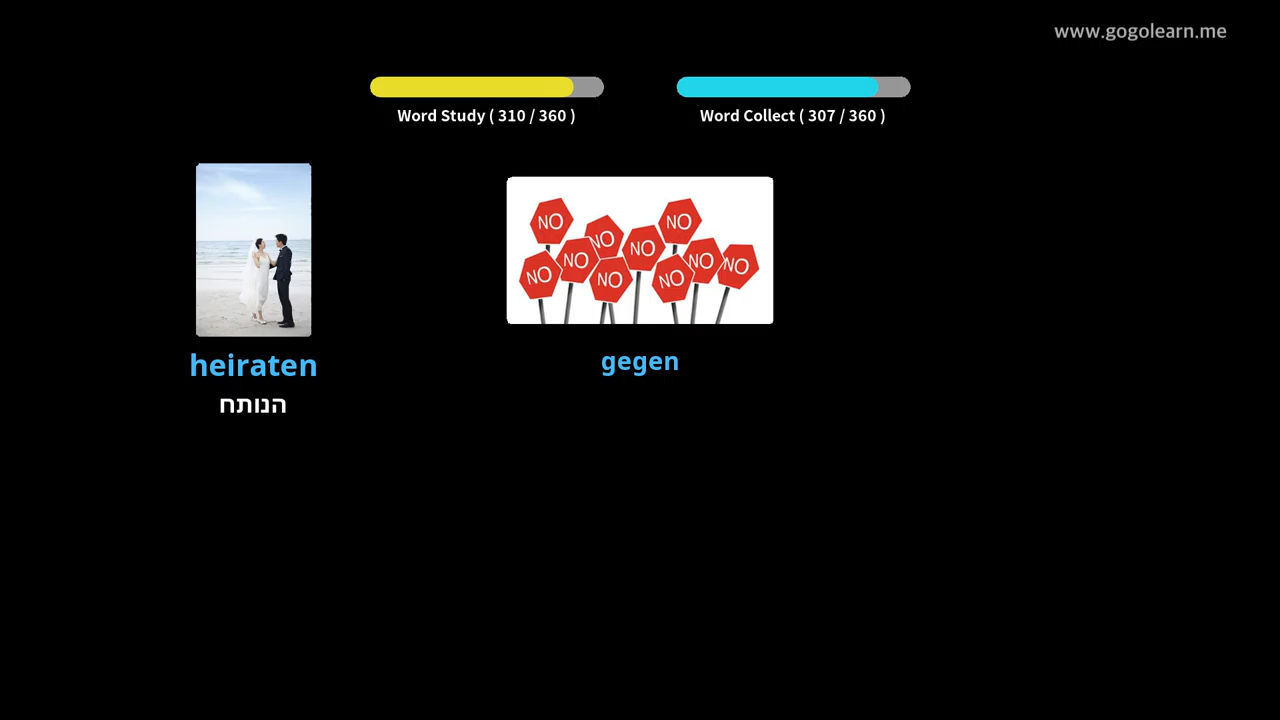 www.gogolearn.me
Word Study ( 310 / 360 )
Word Collect ( 307 / 360 )
NO
NO
NO
NO
NO
NO
NO
NO
NO
NO
heiraten
הנותח
gegen